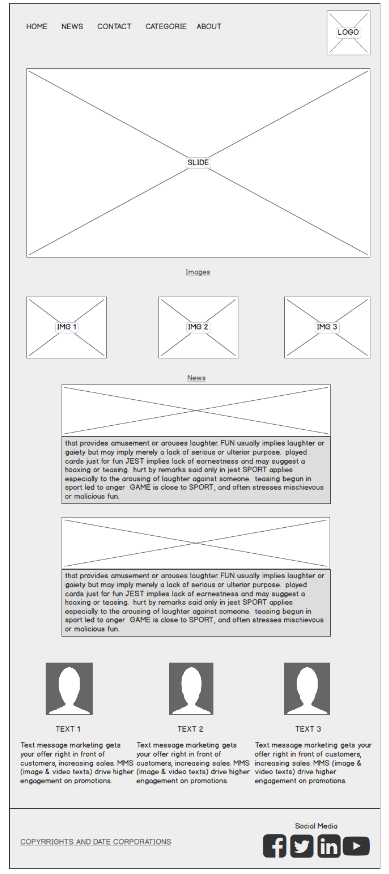 HOME NEWS CONTACT CATEGORIE ABOUT
LOGO
SLIDE
Images
IMG 1 IMG 2 IMG 3
News
that provides amusement or arouses laughter. FUN usually implies laughter or
gaiety but may imply merely a lack of serious or ulterior purpose. played
cards just for fun JEST implies lack of earnestness and may suggest a
hoaxing or teasing. hurt by remarks said only in jest SPORT applies
especially to the arousing of laughter against someone. teasing begun in
sport led to anger GAME is close to SPORT, and often stresses mischievous
or malicious fun.
that provides amusement or arouses laughter. FUN usually implies laughter or
gaiety but may imply merely a lack of serious or ulterior purpose. played
cards just for fun JEST implies lack of earnestness and may suggest a
hoaxing or teasing. hurt by remarks said only in jest SPORT applies
especially to the arousing of laughter against someone. teasing begun in
sport led to anger GAME is close to SPORT, and often stresses mischievous
or malicious fun.
TEXT 1
Text message marketing gets
your offer right in front of
customers, increasing sales. MMS
(image & video texts) drive higher
engagement on promotions.
TEXT 2
Text message marketing gets
your offer right in front of
customers, increasing sales. MMS
(image & video texts) drive higher
engagement on promotions.
TEXT 3
Text message marketing gets your
offer right in front of customers,
increasing sales. MMS (image &
video texts) drive higher
engagement on promotions.
Social Media
COPYRRIGHTS AND DATE CORPORATIONS